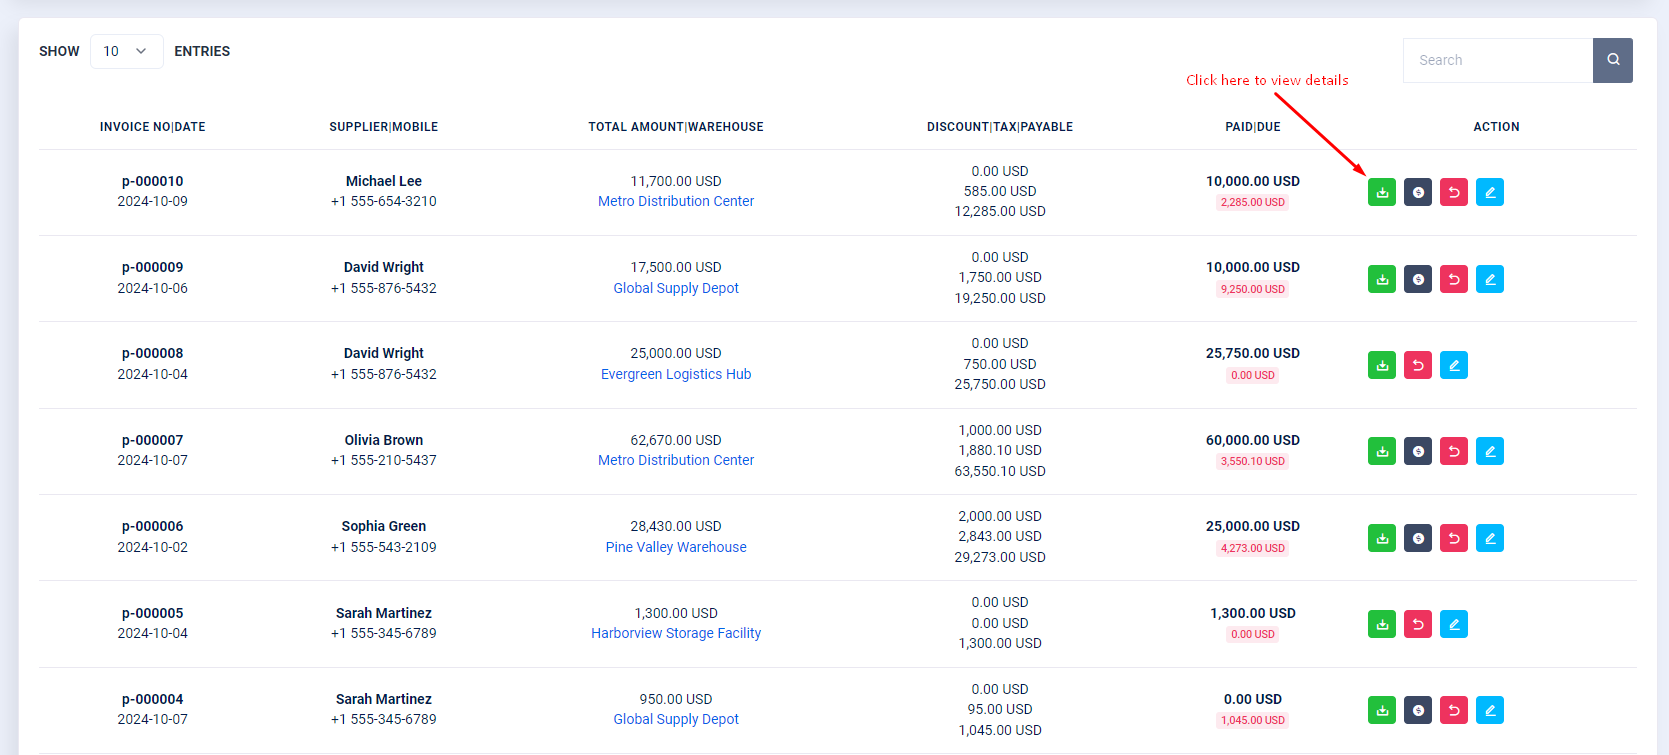 SHOW 10 ENTRIES
Search
Click here to view details
INVOICE NO|DATE SUPPLIER|MOBILE TOTAL AMOUNT|WAREHOUSE DISCOUNT|TAX|PAYABLE PAID|DUE ACTION
p-000010 Michael Lee 11,700.00 USD 0.00 USD 10,000.00 USD
2024-10-09 +1 555-654-3210 Metro Distribution Center 585.00 USD 2,285.00 USD
12,285.00 USD
p-000009 David Wright 17,500.00 USD 0.00 USD 10,000.00 USD
2024-10-06 +1 555-876-5432 Global Supply Depot 1,750.00 USD 9,250.00 USD
19,250.00 USD
p-000008 David Wright 25,000.00 USD 0.00 USD 25,750.00 USD
2024-10-04 +1 555-876-5432 Evergreen Logistics Hub 750.00 USD 0.00 USD
25,750.00 USD
p-000007 Olivia Brown 62,670.00 USD 1,000.00 USD 60,000.00 USD
2024-10-07 +1 555-210-5437 Metro Distribution Center 1,880.10 USD 3,550.10 USD
63,550.10 USD
p-000006 Sophia Green 28,430.00 USD 2,000.00 USD 25,000.00 USD
2024-10-02 +1 555-543-2109 Pine Valley Warehouse 2,843.00 USD 4,273.00 USD
29,273.00 USD
p-000005 Sarah Martinez 1,300.00 USD 0.00 USD 1,300.00 USD
2024-10-04 +1 555-345-6789 Harborview Storage Facility 0.00 USD 0.00 USD
1,300.00 USD
p-000004 Sarah Martinez 950.00 USD 0.00 USD 0.00 USD
2024-10-07 +1 555-345-6789 Global Supply Depot 95.00 USD 1,045.00 USD
1,045.00 USD